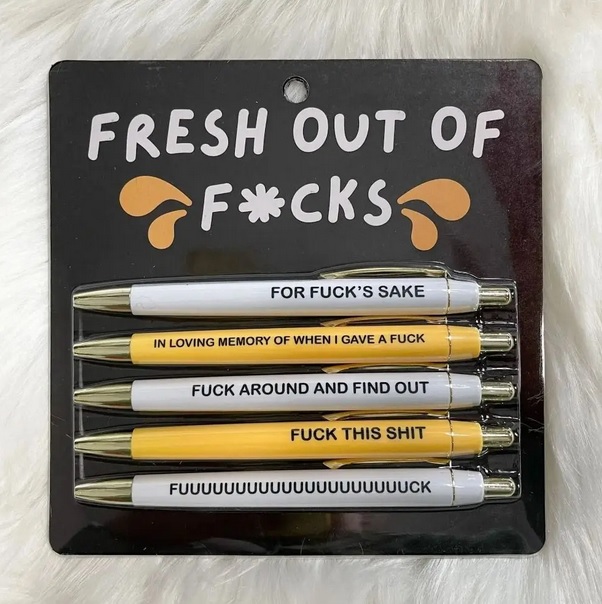 FRESH OUT OF
F*CKS
FOR FUCK'S SAKE
IN LOVING MEMORY OF WHEN I GAVE A FUCK
FUCK AROUND AND FIND OUT
FUCK THIS SHIT
FUUUUUUUUUUUUUUUUUUUUCK